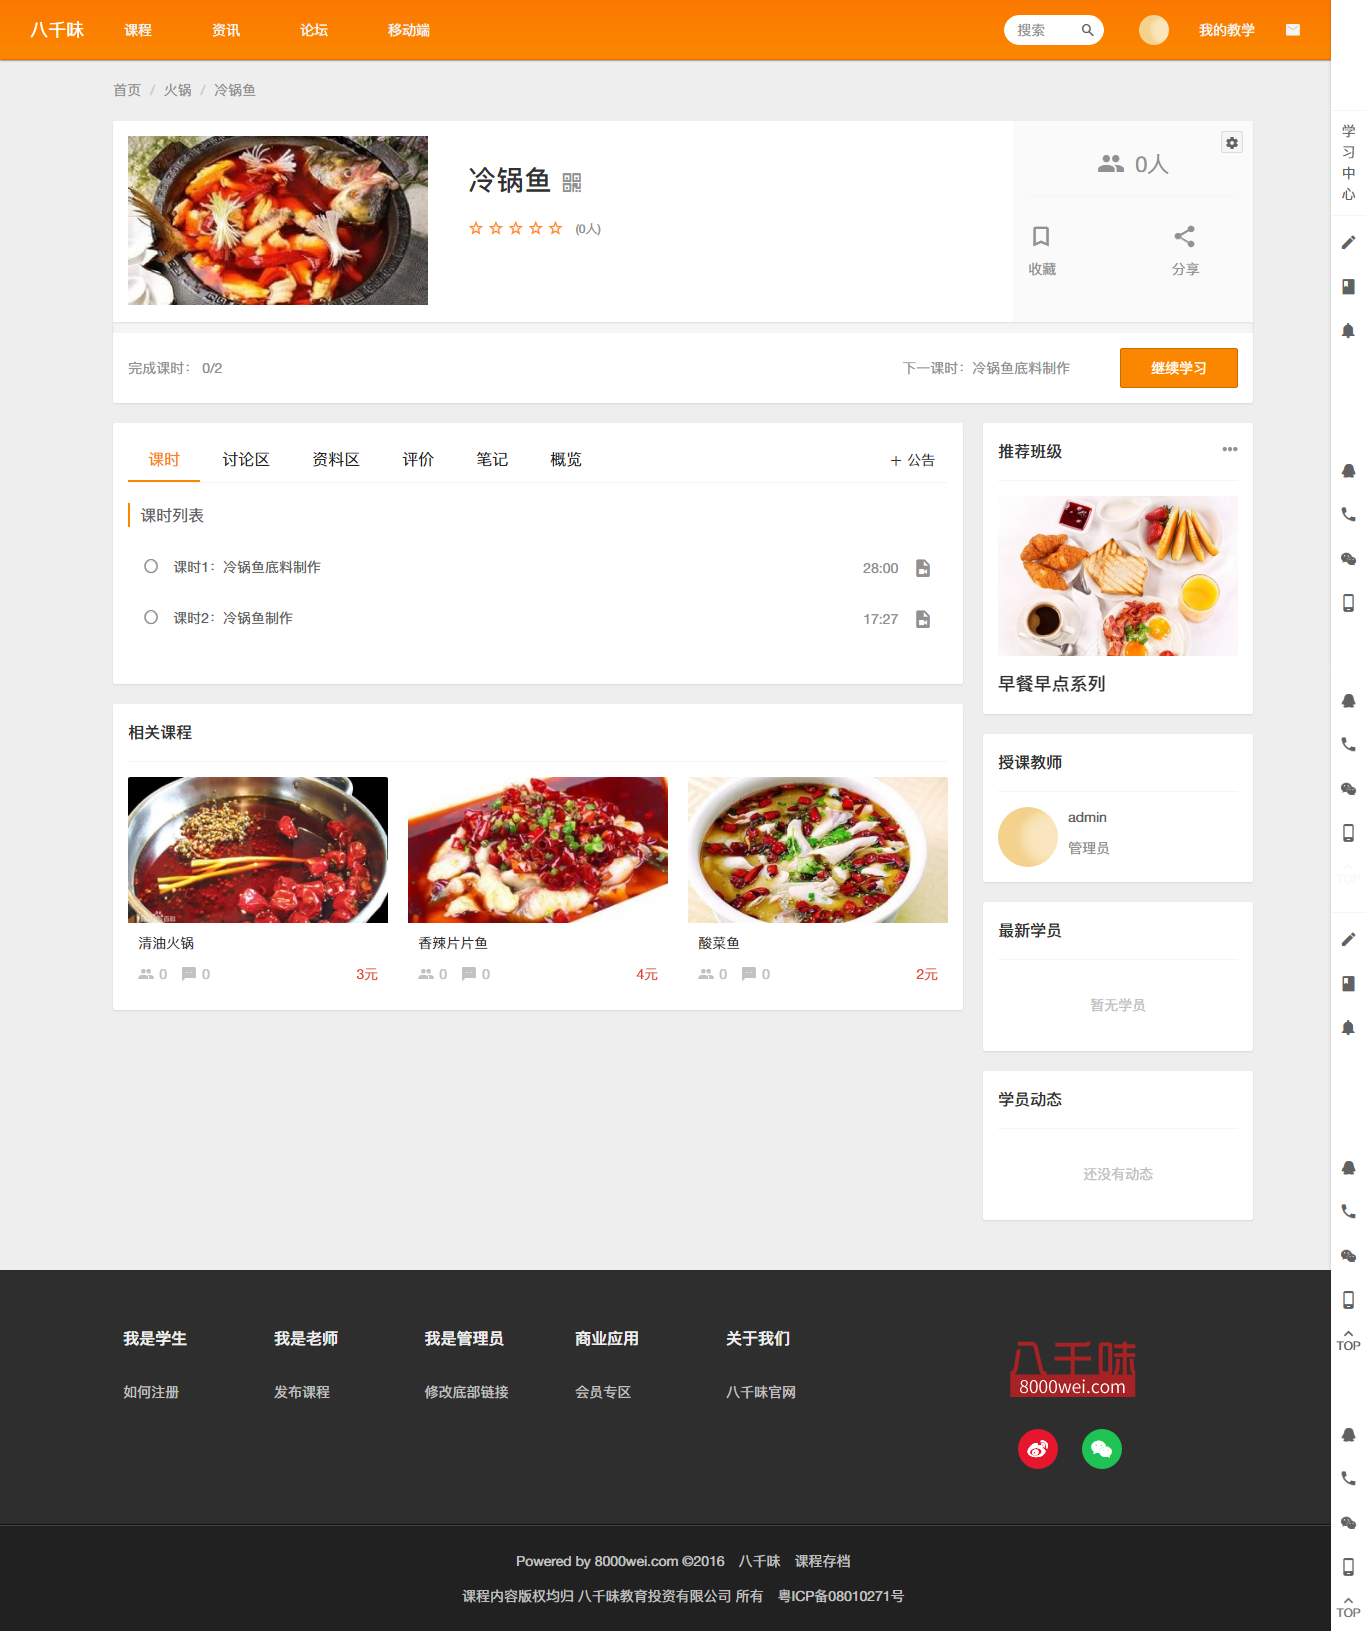 八千味
课程
资讯
论坛
移动端
搜索
我的教学
首页 / 火锅 / 冷锅鱼
冷锅鱼
(0人)
0人
收藏
分享
完成课时： 0/2
下一课时：冷锅鱼底料制作
继续学习
课时
讨论区
资料区
评价
笔记
概览
+ 公告
课时列表
课时1：冷锅鱼底料制作
28:00
课时2：冷锅鱼制作
17:27
相关课程
清油火锅
0 0 3元
香辣片片鱼
0 0 4元
酸菜鱼
0 0 2元
推荐班级
早餐早点系列
授课教师
admin
管理员
最新学员
暂无学员
学员动态
还没有动态
学
习
中
心
TOP
TOP
TOP
我是学生
如何注册
我是老师
发布课程
我是管理员
修改底部链接
商业应用
会员专区
关于我们
八千味官网
八千味
8000wei.com
Powered by 8000wei.com ©2016 八千味 课程存档
课程内容版权均归 八千味教育投资有限公司 所有 粤ICP备08010271号